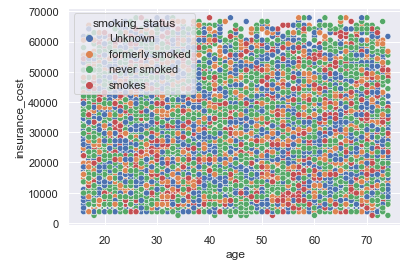 70000
60000
50000
40000
30000
20000
10000
0
insurance_cost
smoking_status
Unknown
formerly smoked
never smoked
smokes
20 30 40 50 60 70
age